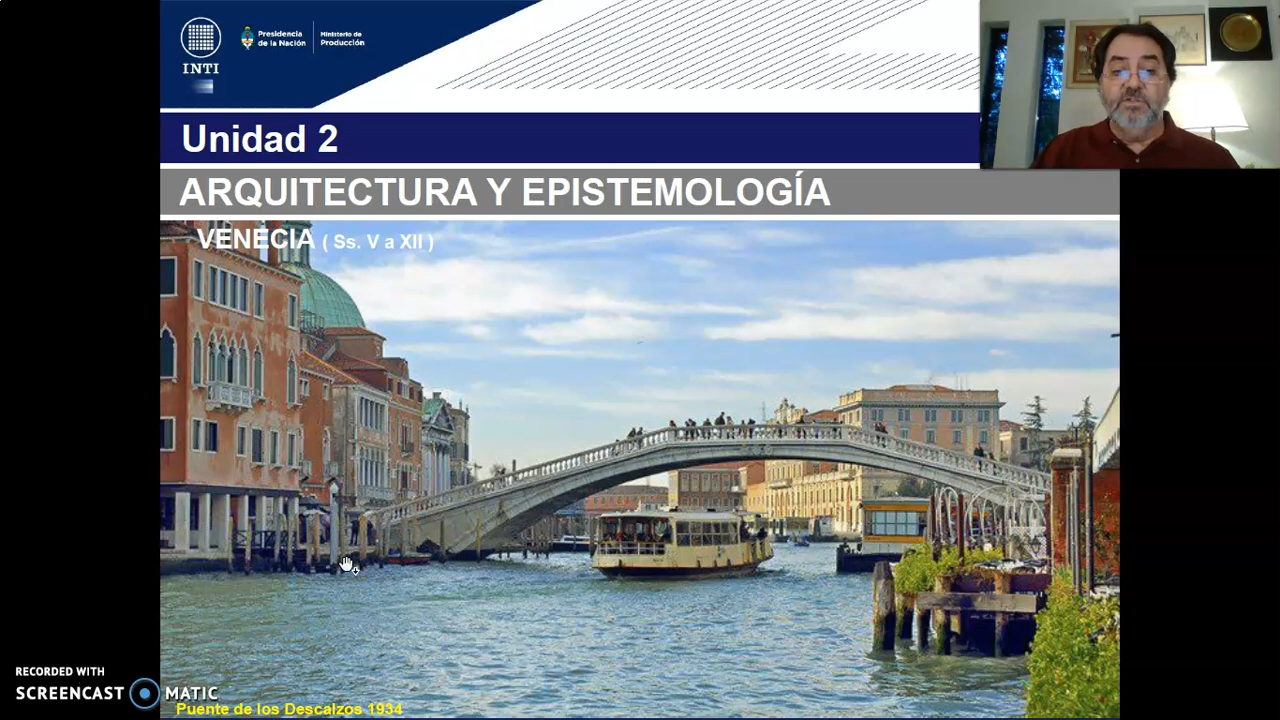 INTI
Presidencia
de la Nación
Ministerio de
Producción
Unidad 2
ARQUITECTURA Y EPISTEMOLOGÍA
VENECIA ( Ss. V a XII )
RECORDED WITH
SCREENCAST MATIC
Puente de los Descalzos 1934